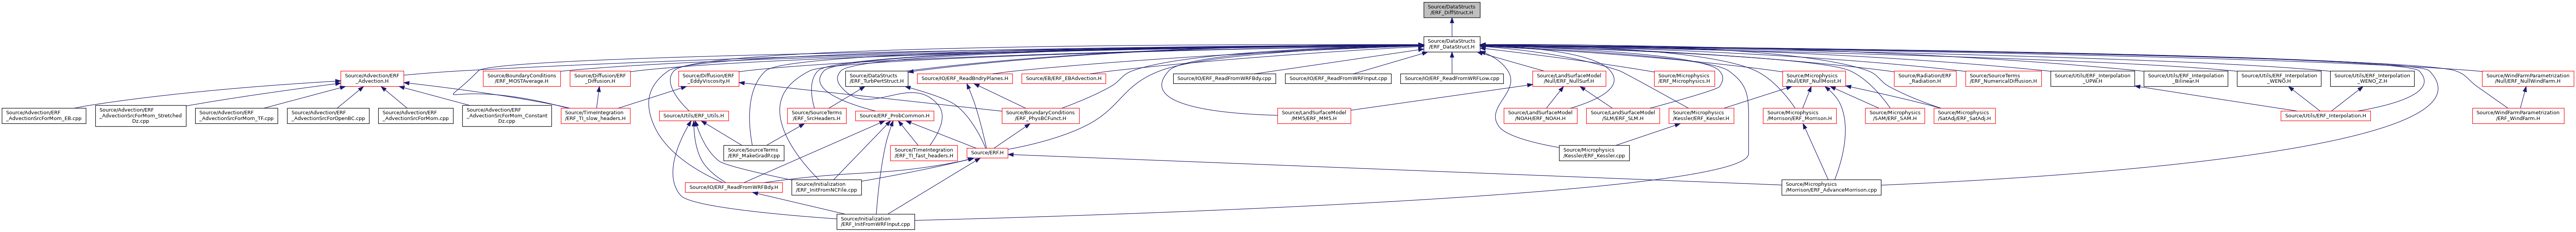 Source/DataStructs
/ERF_DiffStruct.H
Source/DataStructs
/ERF_DataStruct.H
Source/Advection/ERF
_Advection.H
Source/BoundaryConditions
/ERF_MOSTAverage.H
Source/Diffusion/ERF
_Diffusion.H
Source/Diffusion/ERF
_EddyViscosity.H
Source/DataStructs
/ERF_TurbPertStruct.H
Source/IO/ERF_ReadBndryPlanes.H
Source/EB/ERF_EBAdvection.H
Source/IO/ERF_ReadFromWRFBdy.cpp
Source/IO/ERF_ReadFromWRFInput.cpp
Source/IO/ERF_ReadFromWRFLow.cpp
Source/LandSurfaceModel
/Null/ERF_NullSurf.H
Source/Microphysics
/ERF_Microphysics.H
Source/Microphysics
/Null/ERF_NullMoist.H
Source/Radiation/ERF
_Radiation.H
Source/SourceTerms
/ERF_NumericalDiffusion.H
Source/Utils/ERF_Interpolation
_UPW.H
Source/Utils/ERF_Interpolation
_Bilinear.H
Source/Utils/ERF_Interpolation
_WENO.H
Source/Utils/ERF_Interpolation
_WENO_Z.H
Source/WindFarmParametrization
/Null/ERF_NullWindFarm.H
Source/Advection/ERF
_AdvectionSrcForMom_EB.cpp
Source/Advection/ERF
_AdvectionSrcForMom_Stretched
Dz.cpp
Source/Advection/ERF
_AdvectionSrcForMom_TF.cpp
Source/Advection/ERF
_AdvectionSrcForOpenBC.cpp
Source/Advection/ERF
_AdvectionSrcForMom.cpp
Source/Advection/ERF
_AdvectionSrcForMom_Constant
Dz.cpp
Source/TimeIntegration
/ERF_TI_slow_headers.H
Source/Utils/ERF_Utils.H
Source/SourceTerms
/ERF_SrcHeaders.H
Source/ERF_ProbCommon.H
Source/BoundaryConditions
/ERF_PhysBCFunct.H
Source/LandSurfaceModel
/MM5/ERF_MM5.H
Source/LandSurfaceModel
/NOAH/ERF_NOAH.H
Source/LandSurfaceModel
/SLM/ERF_SLM.H
Source/Microphysics
/Kessler/ERF_Kessler.H
Source/Microphysics
/Morrison/ERF_Morrison.H
Source/Microphysics
/SAM/ERF_SAM.H
Source/Microphysics
/SatAdj/ERF_SatAdj.H
Source/Utils/ERF_Interpolation.H
Source/WindFarmParametrization
/ERF_WindFarm.H
Source/SourceTerms
/ERF_MakeGradP.cpp
Source/TimeIntegration
/ERF_TI_fast_headers.H
Source/ERF.H
Source/Microphysics
/Kessler/ERF_Kessler.cpp
Source/IO/ERF_ReadFromWRFBdy.H
Source/Initialization
/ERF_InitFromNCFile.cpp
Source/Microphysics
/Morrison/ERF_AdvanceMorrison.cpp
Source/Initialization
/ERF_InitFromWRFInput.cpp